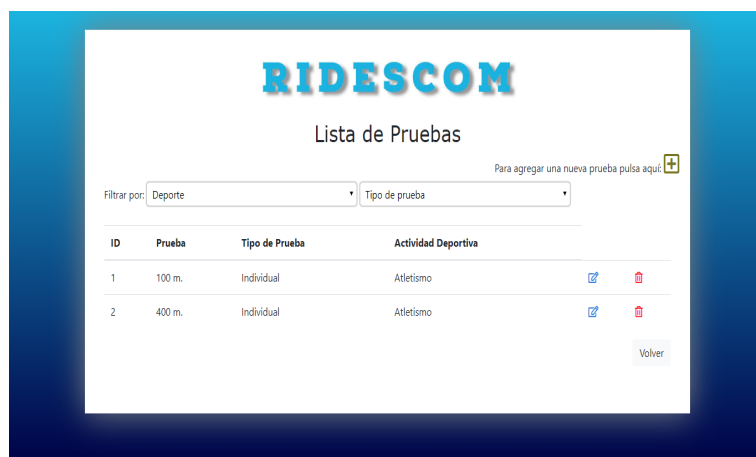 RIDESCOM
Lista de Pruebas
Para agregar una nueva prueba pulsa aquí:
Filtrar por: Deporte Tipo de prueba
ID Prueba Tipo de Prueba Actividad Deportiva
1 100 m. Individual Atletismo
2 400 m. Individual Atletismo
Volver